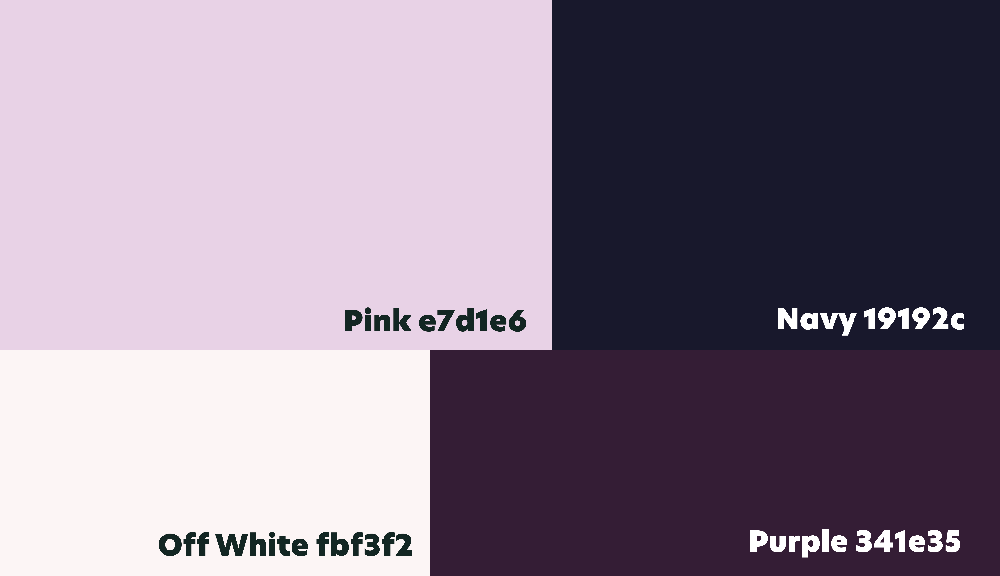 Pink e7d1e6
Navy 19192c
Off White fbf3f2
Purple 341e35